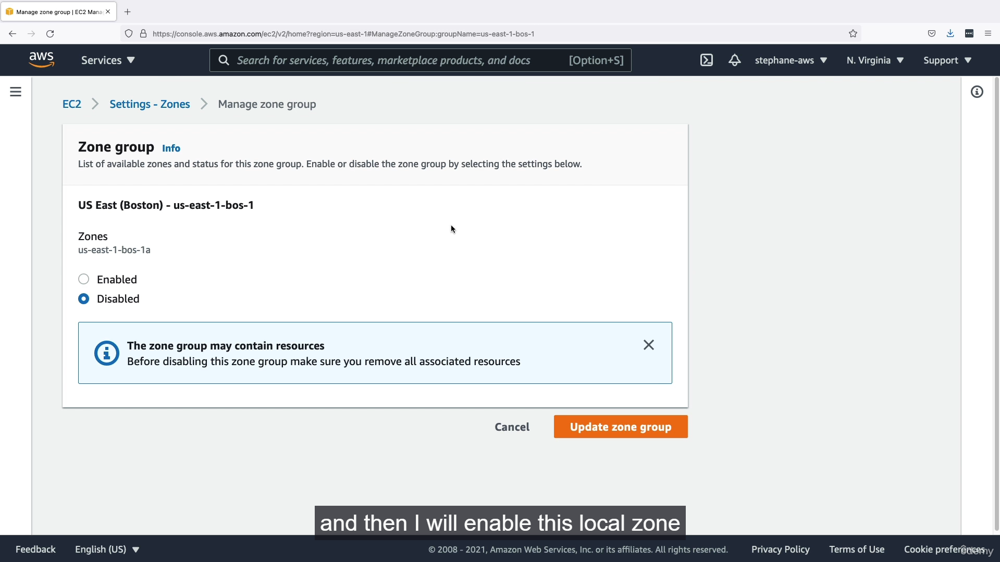 Manage zone group | EC2 Mana
https://console.aws.amazon.com/ec2/v2/home?region=us-east-1#ManageZoneGroup:groupName=us-east-1-bos-1
aws Services Search for services, features, marketplace products, and docs [Option+S] stephane-aws N. Virginia Support
EC2 Settings - Zones Manage zone group
Zone group Info
List of available zones and status for this zone group. Enable or disable the zone group by selecting the settings below.
US East (Boston) - us-east-1-bos-1
Zones
us-east-1-bos-1a
Enabled
Disabled
The zone group may contain resources
Before disabling this zone group make sure you remove all associated resources
Cancel Update zone group
and then I will enable this local zone
Feedback English (US) © 2008 - 2021, Amazon Web Services, Inc. or its affiliates. All rights reserved. Privacy Policy Terms of Use Cookie preferences
ûdemy